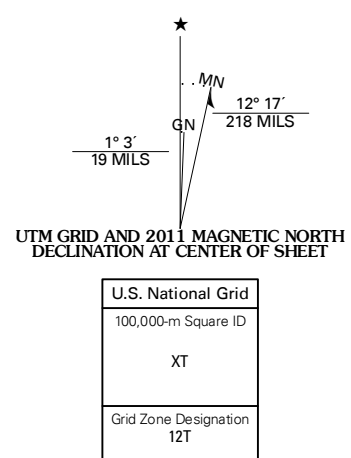 ★
MN
12° 17´
218 MILS
GN
1° 3´
19 MILS
UTM GRID AND 2011 MAGNETIC NORTH
DECLINATION AT CENTER OF SHEET
U.S. National Grid
100,000-m Square ID
XT
Grid Zone Designation
12T